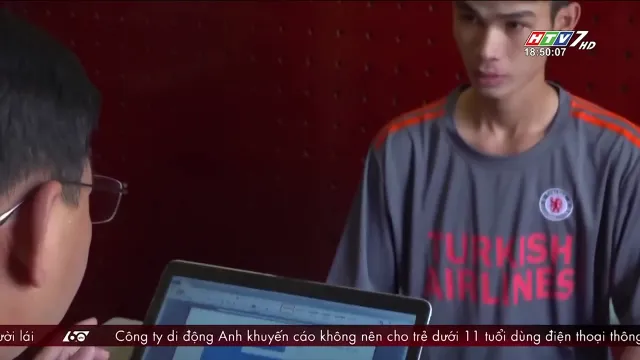 HTV7 HD
18:50:07
TURKISH
AIRLINES
ười lái 60 Công ty di động Anh khuyến cáo không nên cho trẻ dưới 11 tuổi dùng điện thoại thông